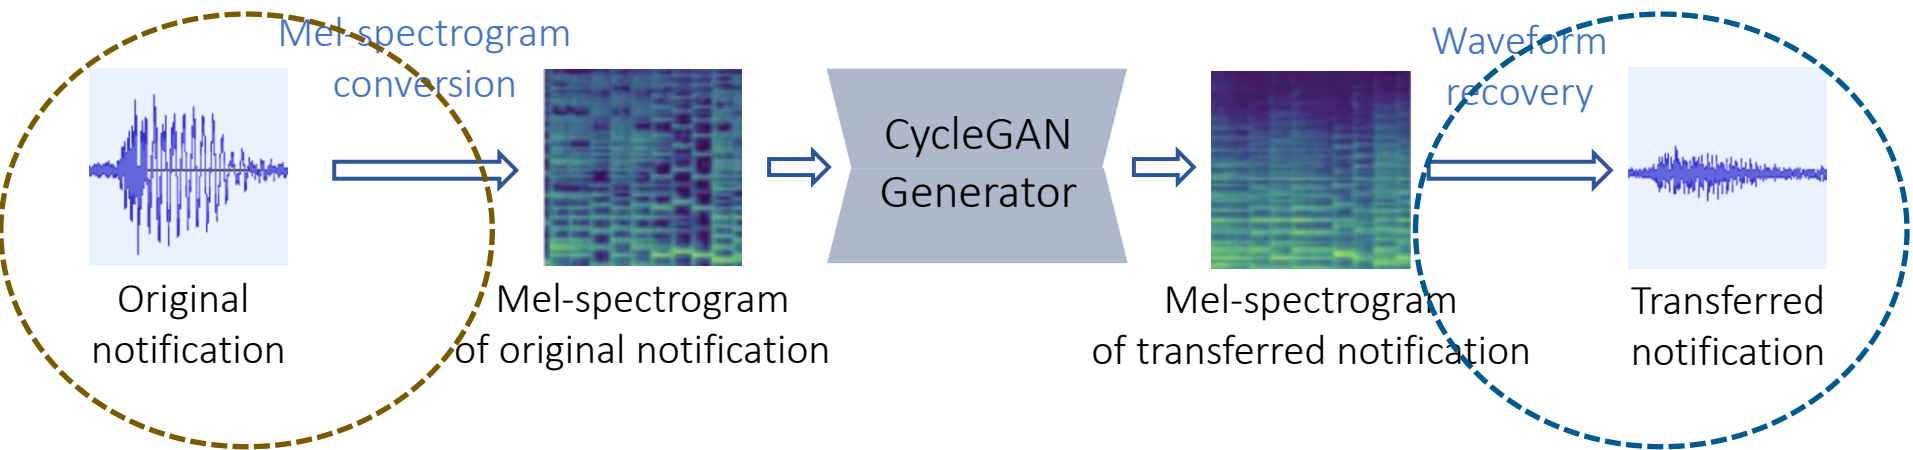 Mel-spectrogram
conversion
Waveform
recovery
CycleGAN
Generator
Original
notification
Mel-spectrogram
of original notification
Mel-spectrogram
of transferred notification
Transferred
notification